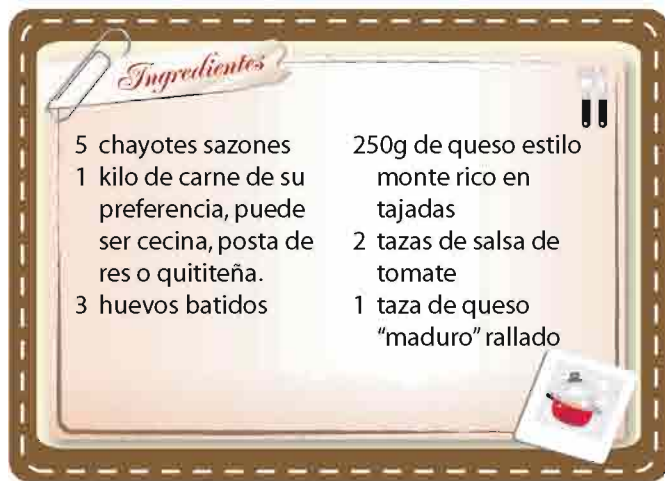 Ingredientes
5 chayotes sazones
1 kilo de carne de su
preferencia, puede
ser cecina, posta de
res o quititeña.
3 huevos batidos
250g de queso estilo
monte rico en
tajadas
2 tazas de salsa de
tomate
1 taza de queso
"maduro" rallado